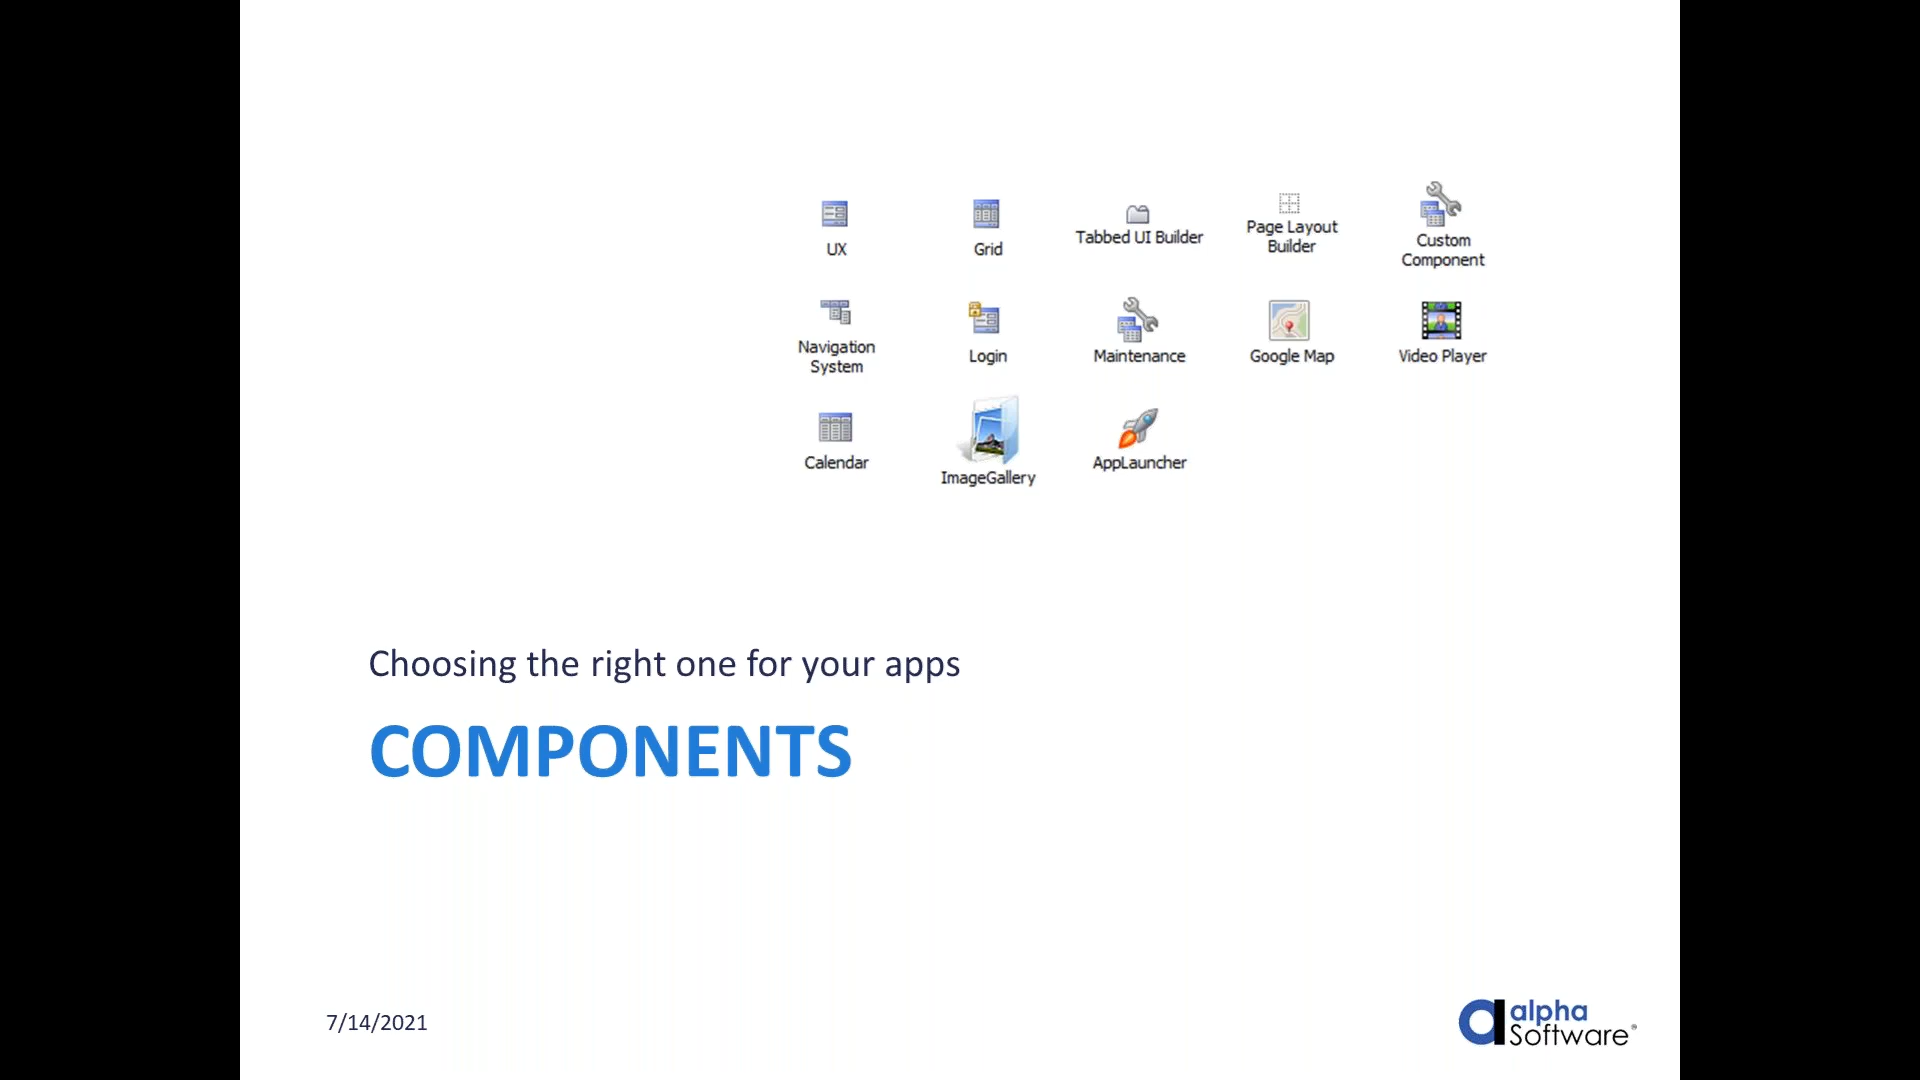 UX
Grid
Tabbed UI Builder
Page Layout
Builder
Custom
Component
Navigation
System
Login
Maintenance
Google Map
Video Player
Calendar
ImageGallery
AppLauncher
Choosing the right one for your apps
COMPONENTS
7/14/2021
alpha
Software®